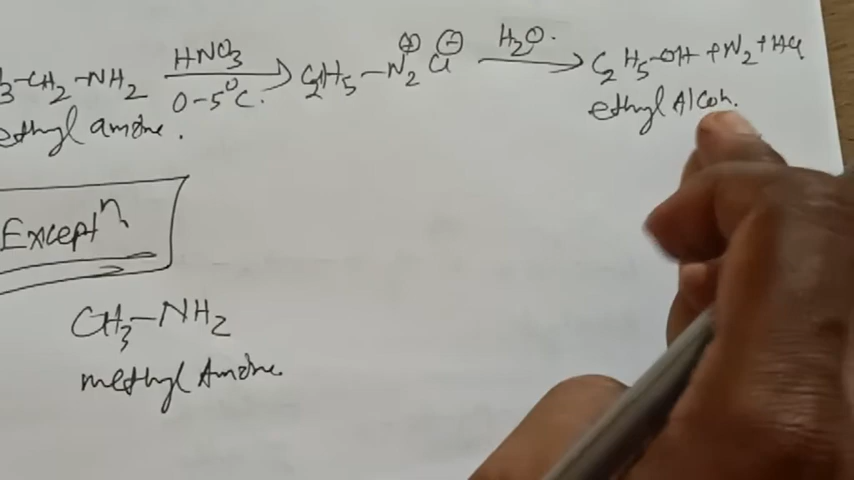 3-CH2-NH2 HNO3 0-5°C. C2H5-N2 ⊕ Cl ⊖ H2O. C2H5-OH + N2 + HCl
ethyl amine. ethyl Alcoh.
Exceptn
CH3-NH2
methyl Amine